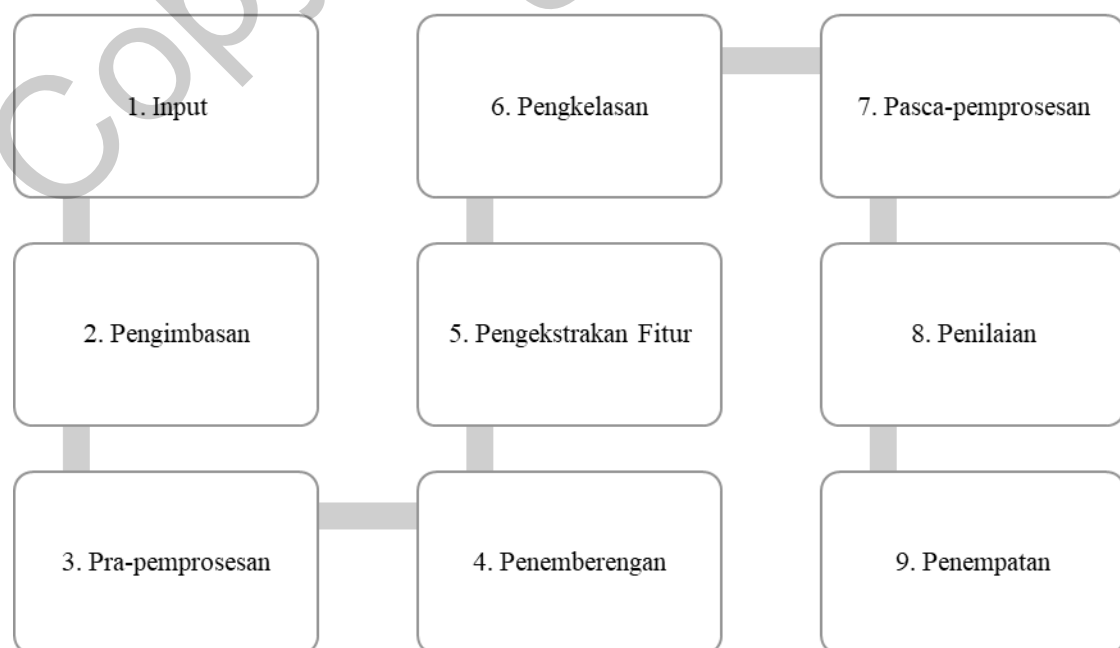 1. Input
2. Pengimbasan
3. Pra-pemprosesan
4. Penemberengan
5. Pengekstrakan Fitur
6. Pengkelasan
7. Pasca-pemprosesan
8. Penilaian
9. Penempatan